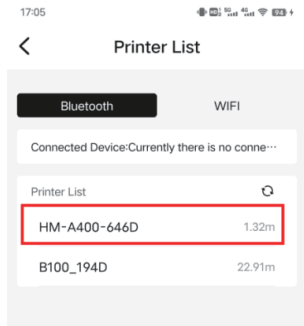 17:05
Printer List
Bluetooth WIFI
Connected Device:Currently there is no conne···
Printer List
HM-A400-646D 1.32m
B100_194D 22.91m